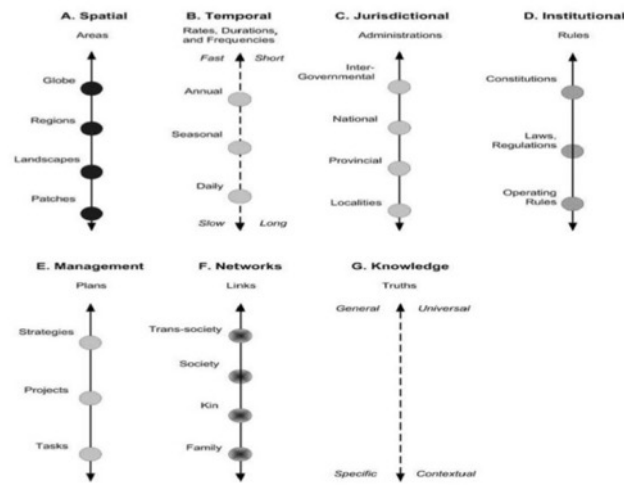 A. Spatial
Areas
Globe
Regions
Landscapes
Patches
B. Temporal
Rates, Durations,
and Frequencies
Fast Short
Annual
Seasonal
Daily
Slow Long
C. Jurisdictional
Administrations
Inter-
Governmental
National
Provincial
Localities
D. Institutional
Rules
Constitutions
Laws,
Regulations
Operating
Rules
E. Management
Plans
Strategies
Projects
Tasks
F. Networks
Links
Trans-society
Society
Kin
Family
G. Knowledge
Truths
General Universal
Specific Contextual